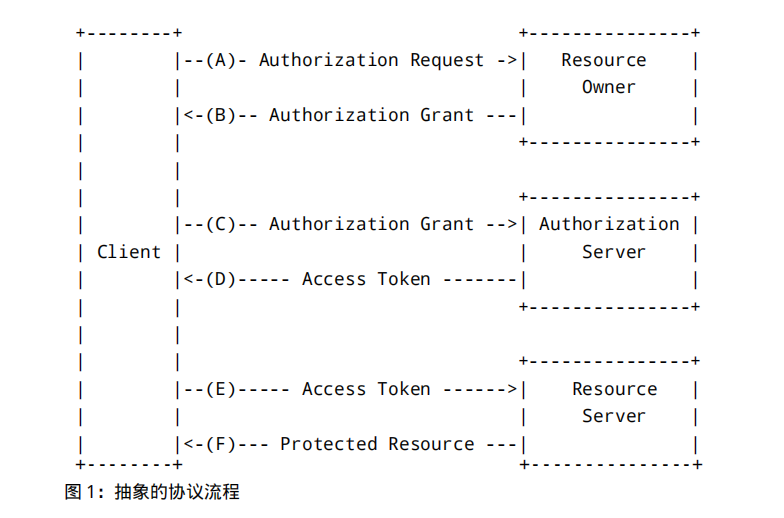 +--------+                               +---------------+
|        |--(A)- Authorization Request ->|   Resource    |
|        |                               |     Owner     |
|        |<-(B)-- Authorization Grant ---|               |
|        |                               +---------------+
|        |
|        |                               +---------------+
|        |--(C)-- Authorization Grant -->| Authorization |
| Client |                               |     Server    |
|        |<-(D)----- Access Token -------|               |
|        |                               +---------------+
|        |
|        |                               +---------------+
|        |--(E)----- Access Token ------>|    Resource   |
|        |                               |     Server    |
|        |<-(F)--- Protected Resource ---|               |
+--------+                               +---------------+
图 1：抽象的协议流程